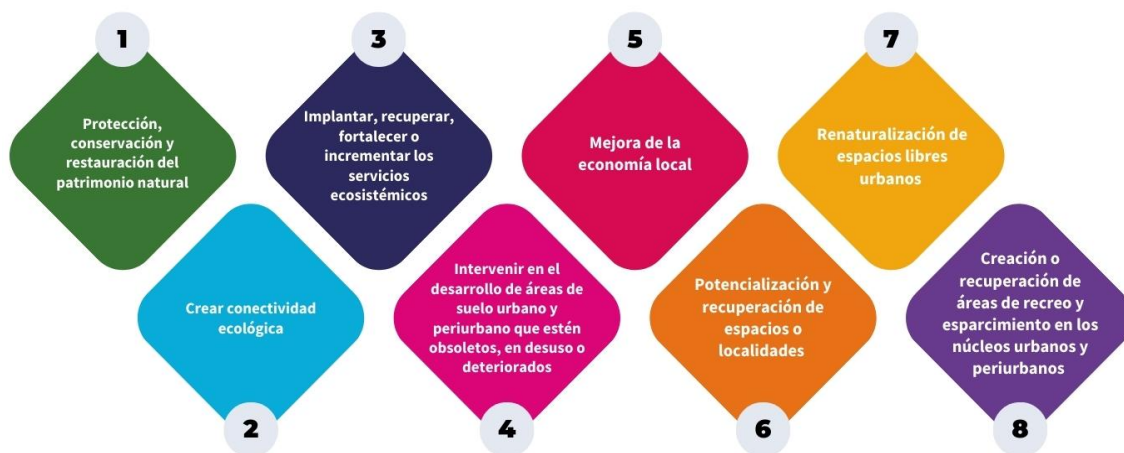 1
Protección,
conservación y
restauración del
patrimonio natural
2
Crear conectividad
ecológica
3
Implantar, recuperar,
fortalecer o
incrementar los
servicios
ecosistémicos
4
Intervenir en el
desarrollo de áreas de
suelo urbano y
periurbano que estén
obsoletos, en desuso o
deteriorados
5
Mejora de la
economía local
6
Potencialización y
recuperación de
espacios o
localidades
7
Renaturalización de
espacios libres
urbanos
8
Creación o
recuperación de
áreas de recreo y
esparcimiento en los
núcleos urbanos y
periurbanos